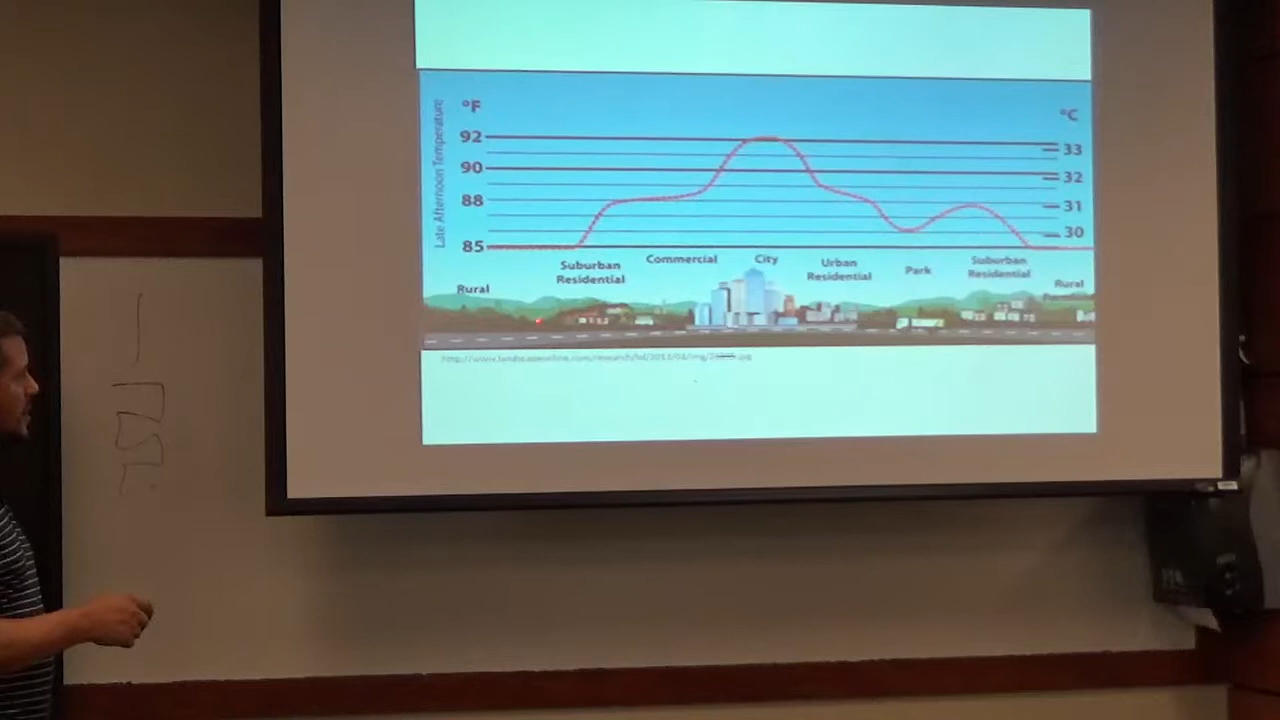 Late Afternoon Temperature
°F
°C
92
90
88
85
33
32
31
30
Rural
Suburban
Residential
Commercial
City
Urban
Residential
Park
Suburban
Residential
Rural